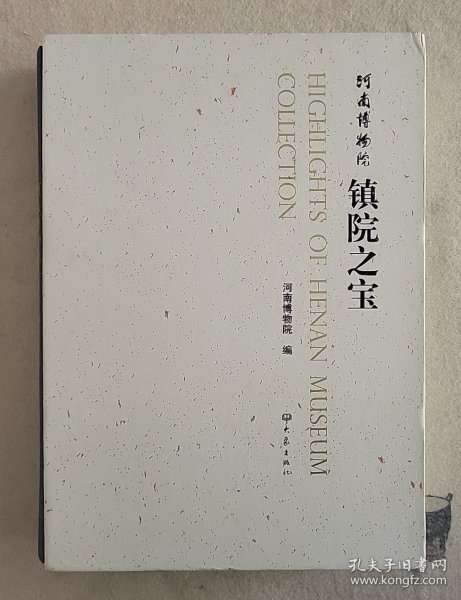 河南博物院
镇院之宝
HIGHLIGHTS OF HENAN MUSEUM
COLLECTION
河南博物院 编
大象出版社
孔夫子旧书网
www.kongfz.com